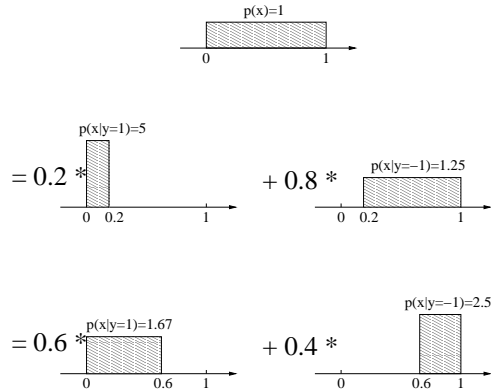 p(x)=1
0 1
p(x|y=1)=5
= 0.2 *
0 0.2 1
p(x|y=−1)=1.25
+ 0.8 *
0 0.2 1
p(x|y=1)=1.67
= 0.6 *
0 0.6 1
p(x|y=−1)=2.5
+ 0.4 *
0 0.6 1